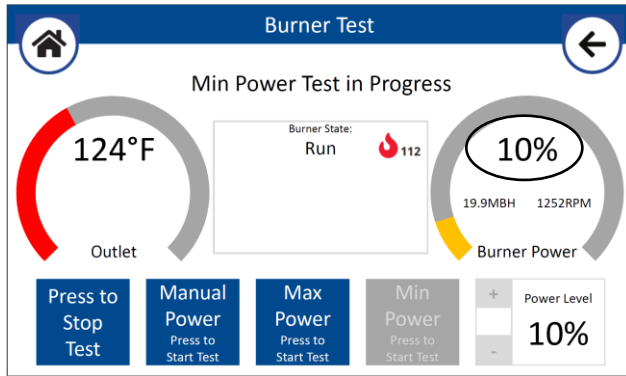 Burner Test
Min Power Test in Progress
124°F
Outlet
Burner State:
Run
112
10%
19.9MBH 1252RPM
Burner Power
Press to
Stop
Test
Manual
Power
Press to
Start Test
Max
Power
Press to
Start Test
Min
Power
Press to
Start Test
+
-
Power Level
10%